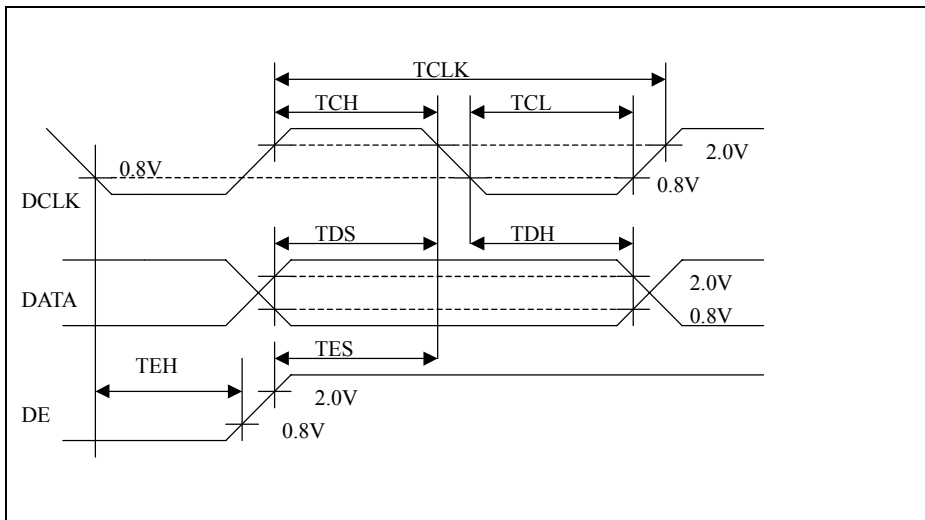 TCLK
TCH TCL
0.8V 2.0V
0.8V
DCLK
TDS TDH
2.0V
DATA
0.8V
TES
TEH
2.0V
DE
0.8V